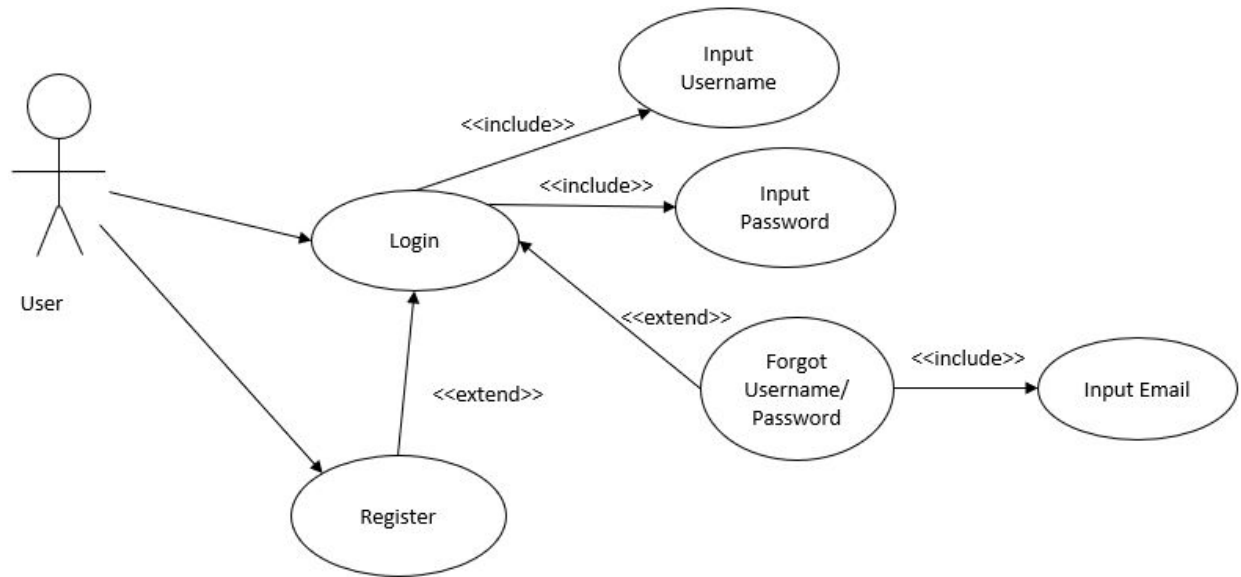 Input
Username
<<include>>
<<include>>
Input
Password
Login
User
<<extend>>
Forgot
Username/
Password
<<include>>
Input Email
<<extend>>
Register